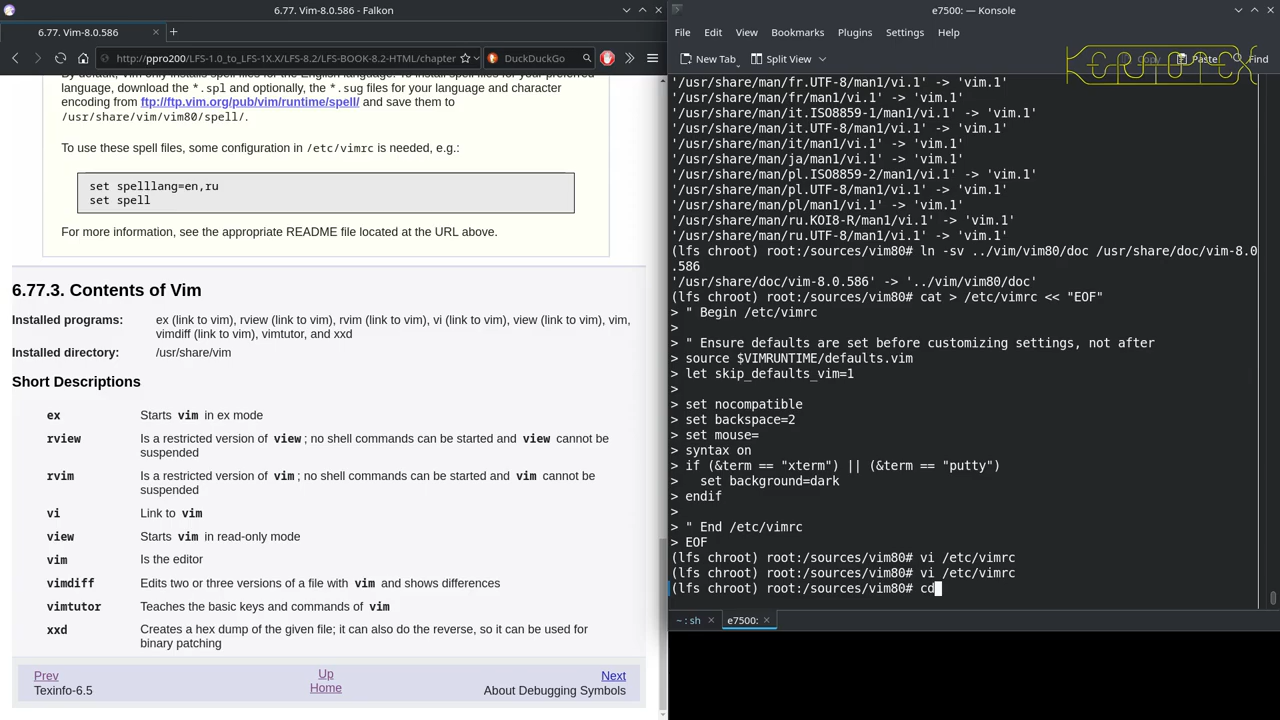 6.77. Vim-8.0.586 - Falkon
6.77. Vim-8.0.586
http://ppro200/LFS-1.0_to_LFS-1X.X/LFS-8.2/LFS-BOOK-8.2-HTML/chapter
DuckDuckGo
By default, Vim only installs spell files for the English language. To install spell files for your preferred
language, download the *.spl and optionally, the *.sug files for your language and character
encoding from ftp://ftp.vim.org/pub/vim/runtime/spell/ and save them to
/usr/share/vim/vim80/spell/.
To use these spell files, some configuration in /etc/vimrc is needed, e.g.:
set spelllang=en,ru
set spell
For more information, see the appropriate README file located at the URL above.
6.77.3. Contents of Vim
Installed programs: ex (link to vim), rview (link to vim), rvim (link to vim), vi (link to vim), view (link to vim), vim,
vimdiff (link to vim), vimtutor, and xxd
Installed directory: /usr/share/vim
Short Descriptions
ex Starts vim in ex mode
rview Is a restricted version of view; no shell commands can be started and view cannot be
suspended
rvim Is a restricted version of vim; no shell commands can be started and vim cannot be
suspended
vi Link to vim
view Starts vim in read-only mode
vim Is the editor
vimdiff Edits two or three versions of a file with vim and shows differences
vimtutor Teaches the basic keys and commands of vim
xxd Creates a hex dump of the given file; it can also do the reverse, so it can be used for
binary patching
Prev Up Next
Texinfo-6.5 Home About Debugging Symbols
e7500: — Konsole
File Edit View Bookmarks Plugins Settings Help
New Tab Split View Copy Paste Find
'/usr/share/man/fr.UTF-8/man1/vi.1' -> 'vim.1'
'/usr/share/man/fr/man1/vi.1' -> 'vim.1'
'/usr/share/man/it.ISO8859-1/man1/vi.1' -> 'vim.1'
'/usr/share/man/it.UTF-8/man1/vi.1' -> 'vim.1'
'/usr/share/man/it/man1/vi.1' -> 'vim.1'
'/usr/share/man/ja/man1/vi.1' -> 'vim.1'
'/usr/share/man/pl.ISO8859-2/man1/vi.1' -> 'vim.1'
'/usr/share/man/pl.UTF-8/man1/vi.1' -> 'vim.1'
'/usr/share/man/pl/man1/vi.1' -> 'vim.1'
'/usr/share/man/ru.KOI8-R/man1/vi.1' -> 'vim.1'
'/usr/share/man/ru.UTF-8/man1/vi.1' -> 'vim.1'
(lfs chroot) root:/sources/vim80# ln -sv ../vim/vim80/doc /usr/share/doc/vim-8.0
.586
'/usr/share/doc/vim-8.0.586' -> '../vim/vim80/doc'
(lfs chroot) root:/sources/vim80# cat > /etc/vimrc << "EOF"
> " Begin /etc/vimrc
>
> " Ensure defaults are set before customizing settings, not after
> source $VIMRUNTIME/defaults.vim
> let skip_defaults_vim=1
>
> set nocompatible
> set backspace=2
> set mouse=
> syntax on
> if (&term == "xterm") || (&term == "putty")
>   set background=dark
> endif
>
> " End /etc/vimrc
> EOF
(lfs chroot) root:/sources/vim80# vi /etc/vimrc
(lfs chroot) root:/sources/vim80# vi /etc/vimrc
(lfs chroot) root:/sources/vim80# cd
~ : sh e7500: